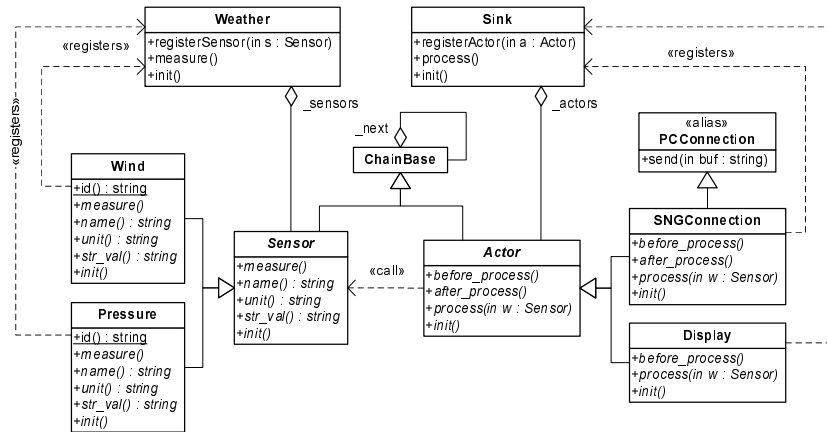 Weather
+registerSensor(in s : Sensor)
+measure()
+init()
Sink
+registerActor(in a : Actor)
+process()
+init()
«registers»
«registers»
«registers»
_sensors
_actors
_next
ChainBase
«alias»
PCConnection
+send(in buf : string)
Wind
+id() : string
+measure()
+name() : string
+unit() : string
+str_val() : string
+init()
Sensor
+measure()
+name() : string
+unit() : string
+str_val() : string
+init()
«call»
Actor
+before_process()
+after_process()
+process(in w : Sensor)
+init()
SNGConnection
+before_process()
+after_process()
+process(in w : Sensor)
+init()
Pressure
+id() : string
+measure()
+name() : string
+unit() : string
+str_val() : string
+init()
Display
+before_process()
+process(in w : Sensor)
+init()